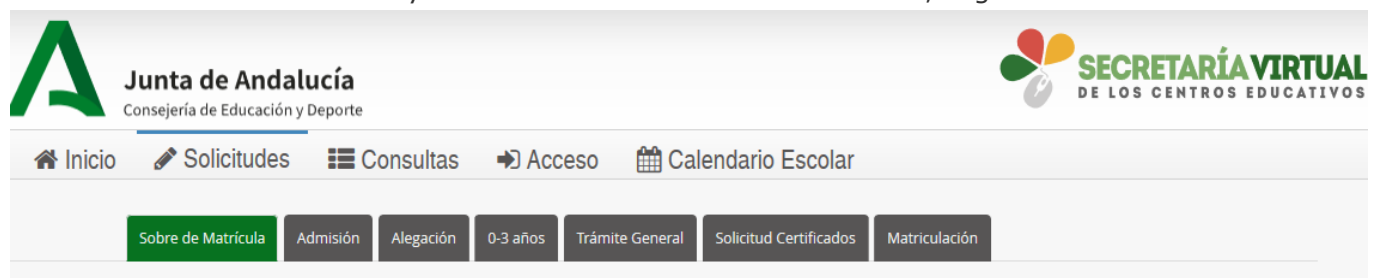 Junta de Andalucía
Consejería de Educación y Deporte
SECRETARÍA VIRTUAL
DE LOS CENTROS EDUCATIVOS
Inicio Solicitudes Consultas Acceso Calendario Escolar
Sobre de Matrícula Admisión Alegación 0-3 años Trámite General Solicitud Certificados Matriculación